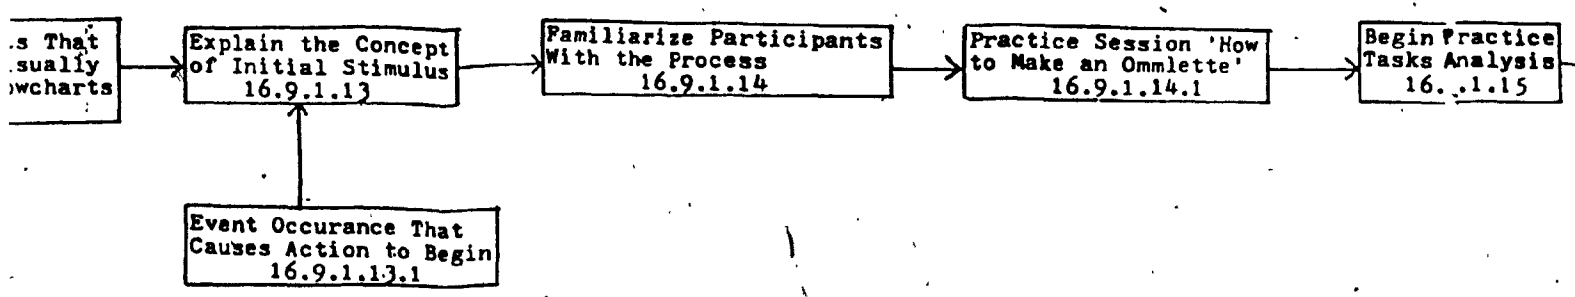 .s That
.sually
owcharts
Explain the Concept
of Initial Stimulus
16.9.1.13
Familiarize Participants
With the Process
16.9.1.14
Practice Session 'How
to Make an Ommlette'
16.9.1.14.1
Begin Practice
Tasks Analysis
16. .1.15
Event Occurance That
Causes Action to Begin
16.9.1.13.1